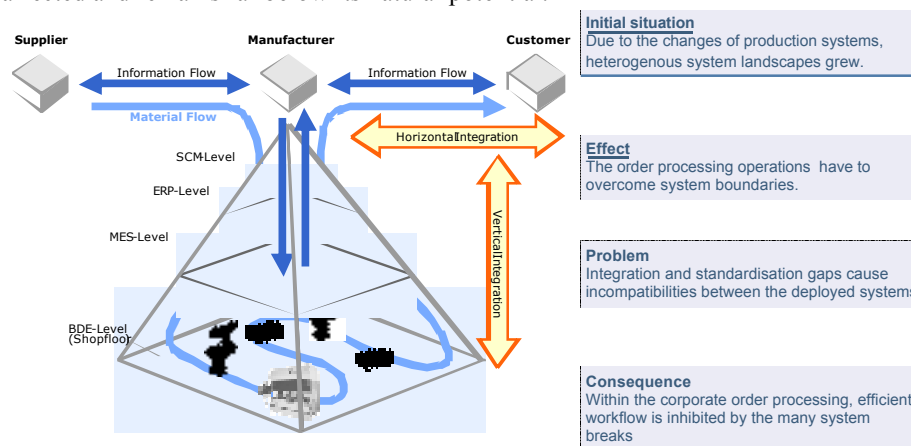 Supplier
Manufacturer
Customer
Information Flow
Information Flow
Material Flow
HorizontalIntegration
SCM-Level
ERP-Level
MES-Level
BDE-Level
(Shopfloor)
VerticalIntegration
Initial situation
Due to the changes of production systems,
heterogenous system landscapes grew.
Effect
The order processing operations have to
overcome system boundaries.
Problem
Integration and standardisation gaps cause
incompatibilities between the deployed systems
Consequence
Within the corporate order processing, efficient
workflow is inhibited by the many system
breaks